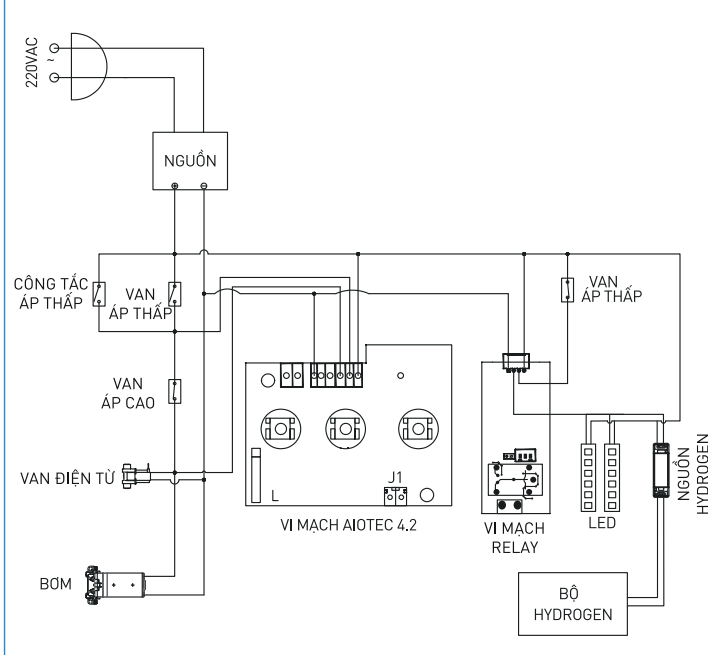 220VAC
~
NGUỒN
CÔNG TẮC
ÁP THẤP
VAN
ÁP THẤP
VAN
ÁP THẤP
VAN
ÁP CAO
VAN ĐIỆN TỪ
L
J1
VI MẠCH AIOTEC 4.2
VI MẠCH
RELAY
LED
NGUỒN
HYDROGEN
BƠM
BỘ
HYDROGEN